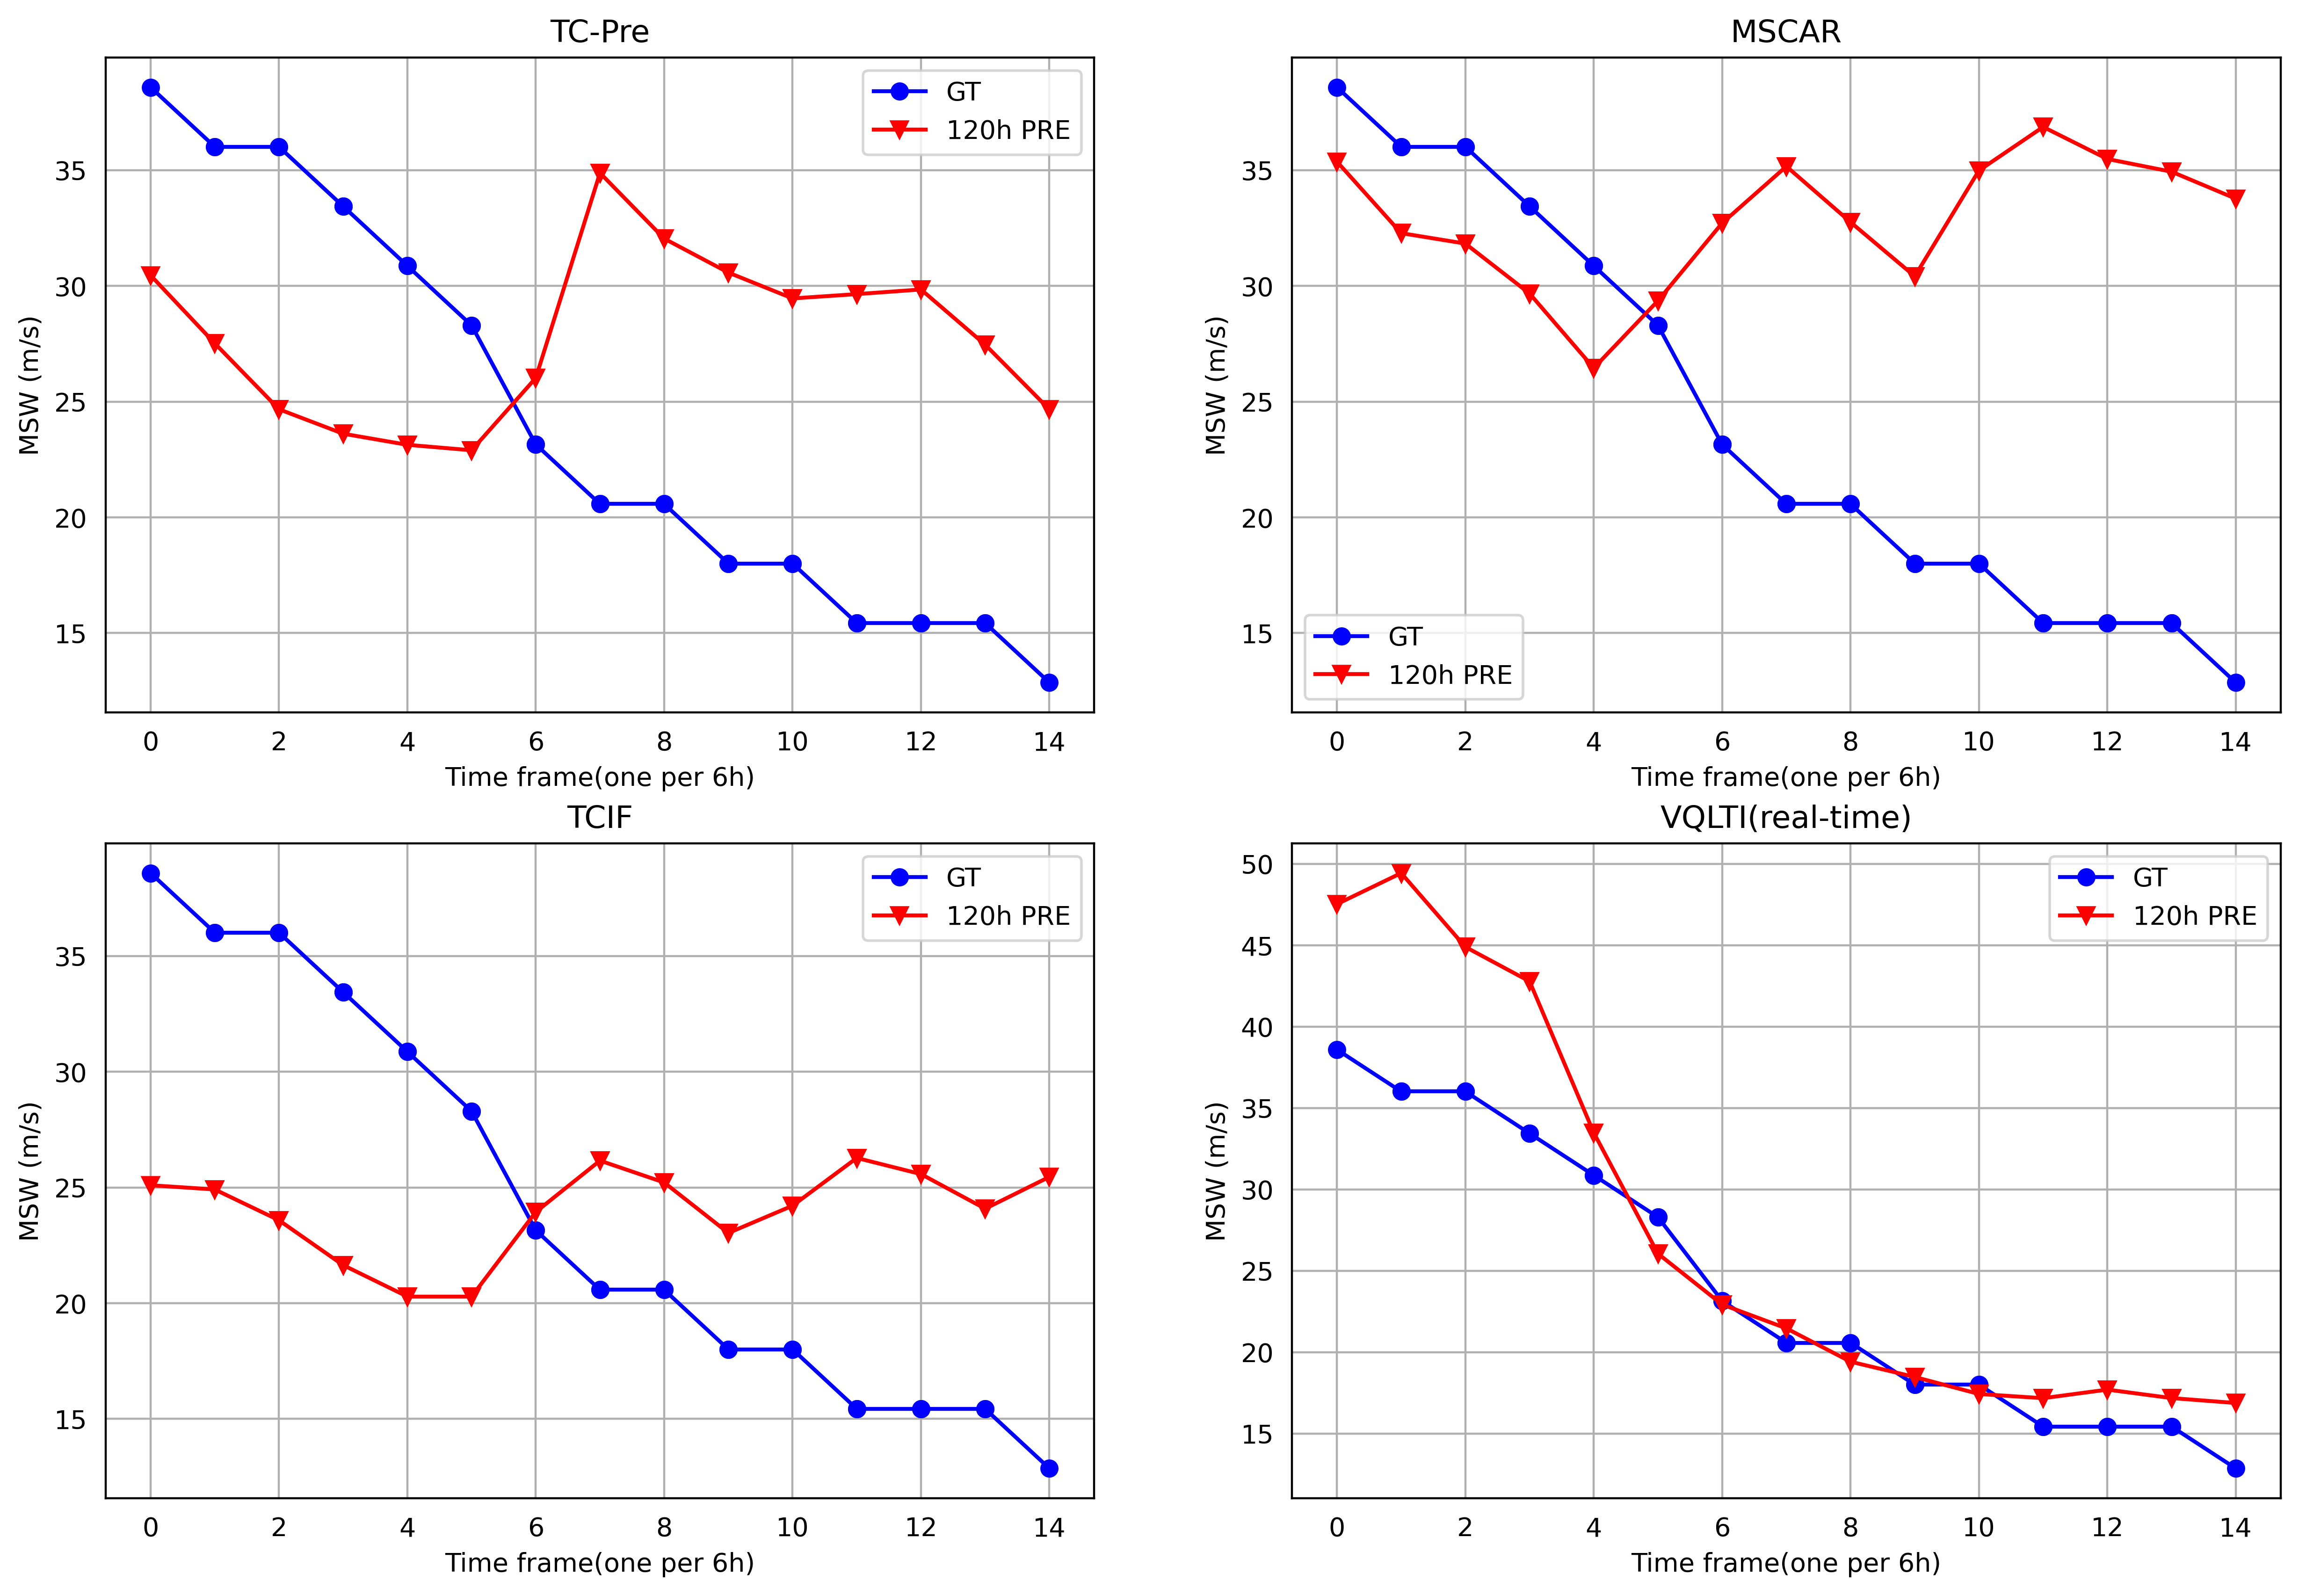 TC-Pre
MSW (m/s)
35
30
25
20
15
GT
120h PRE
0 2 4 6 8 10 12 14
Time frame(one per 6h)
MSCAR
MSW (m/s)
35
30
25
20
15
GT
120h PRE
0 2 4 6 8 10 12 14
Time frame(one per 6h)
TCIF
MSW (m/s)
35
30
25
20
15
GT
120h PRE
0 2 4 6 8 10 12 14
Time frame(one per 6h)
VQLTI(real-time)
MSW (m/s)
50
45
40
35
30
25
20
15
GT
120h PRE
0 2 4 6 8 10 12 14
Time frame(one per 6h)